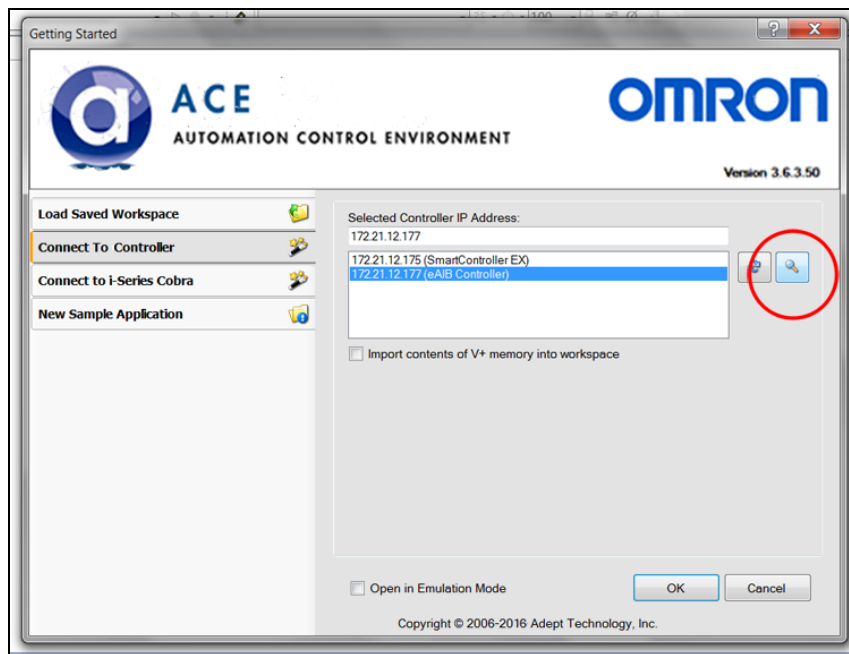 Getting Started
a ACE
AUTOMATION CONTROL ENVIRONMENT
OMRON
Version 3.6.3.50
Load Saved Workspace
Connect To Controller
Connect to i-Series Cobra
New Sample Application
Selected Controller IP Address:
172.21.12.177
172.21.12.175 (SmartController EX)
172.21.12.177 (eAIB Controller)
Import contents of V+ memory into workspace
Open in Emulation Mode
OK
Cancel
Copyright © 2006-2016 Adept Technology, Inc.